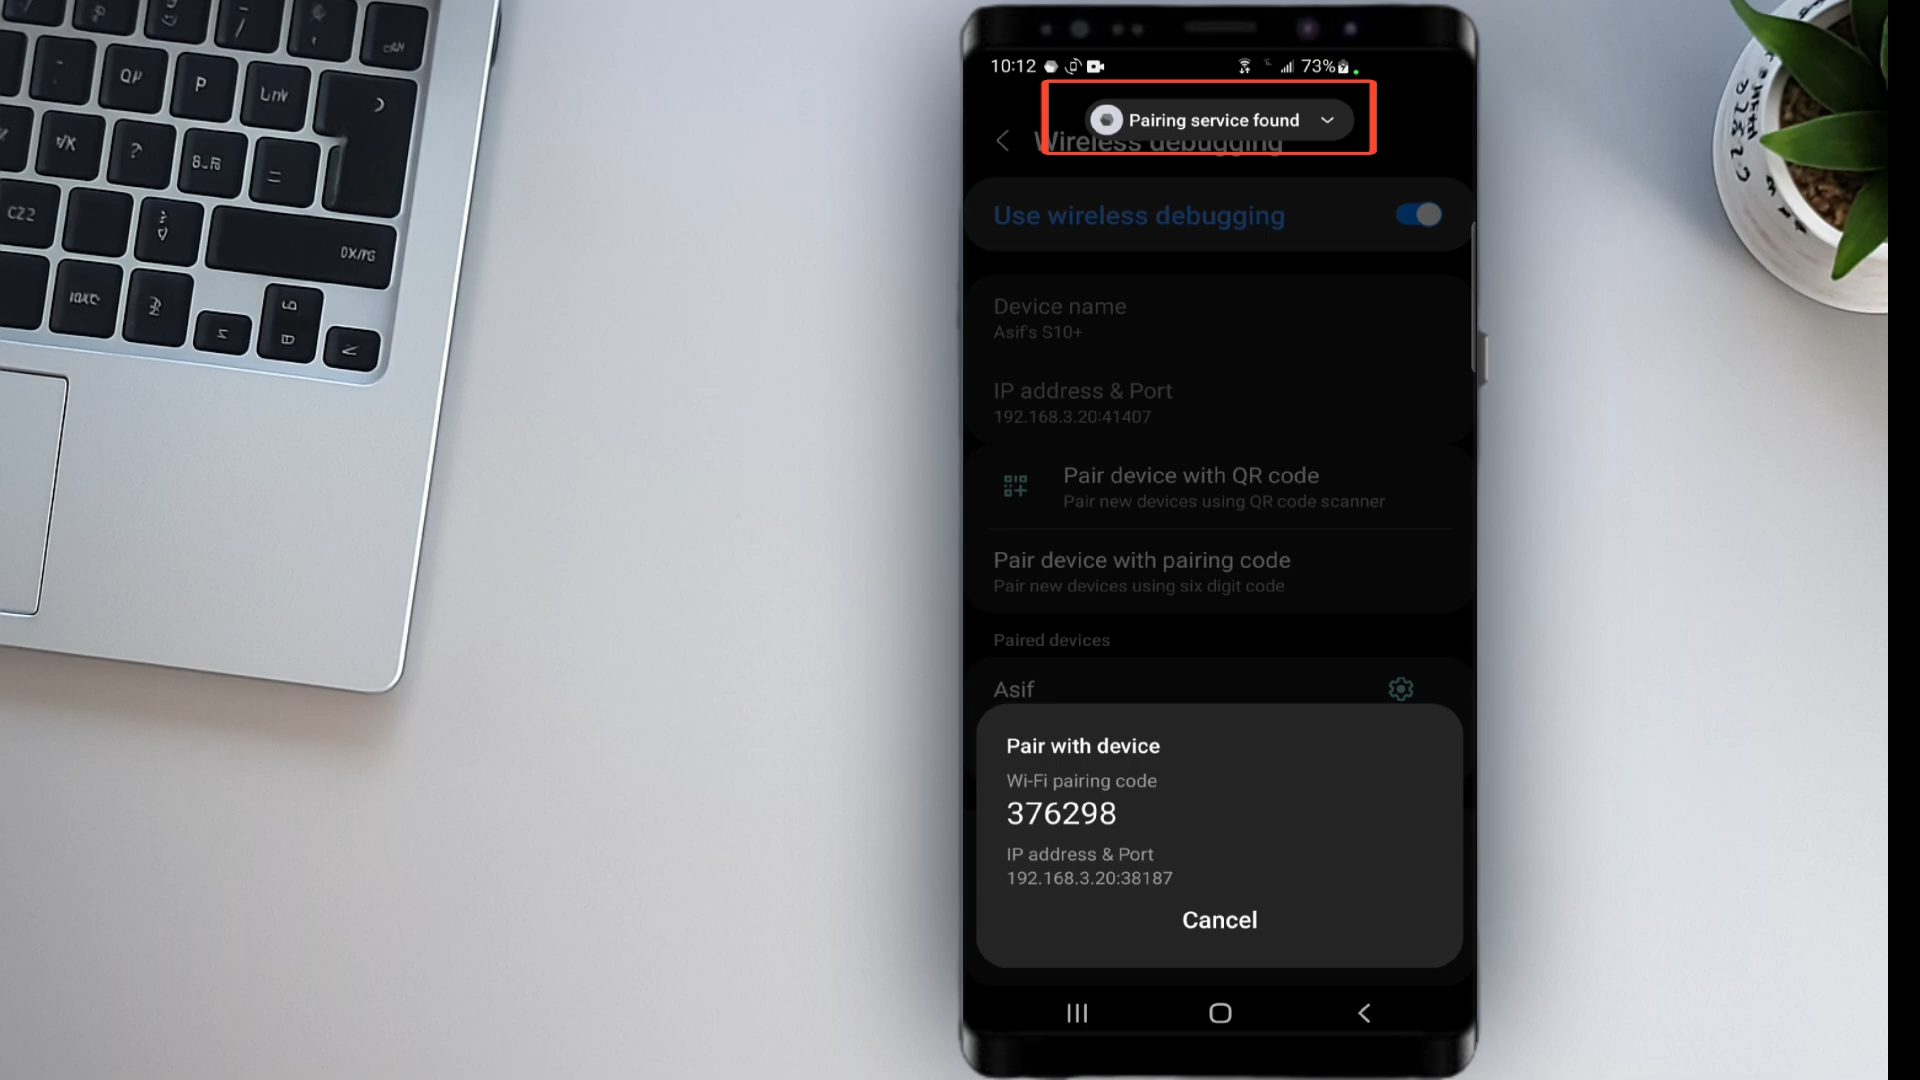 10:12
73%
Pairing service found
Wireless debugging
Use wireless debugging
Device name
Asif's S10+
IP address & Port
192.168.3.20:41407
Pair device with QR code
Pair new devices using QR code scanner
Pair device with pairing code
Pair new devices using six digit code
Paired devices
Asif
Pair with device
Wi-Fi pairing code
376298
IP address & Port
192.168.3.20:38187
Cancel